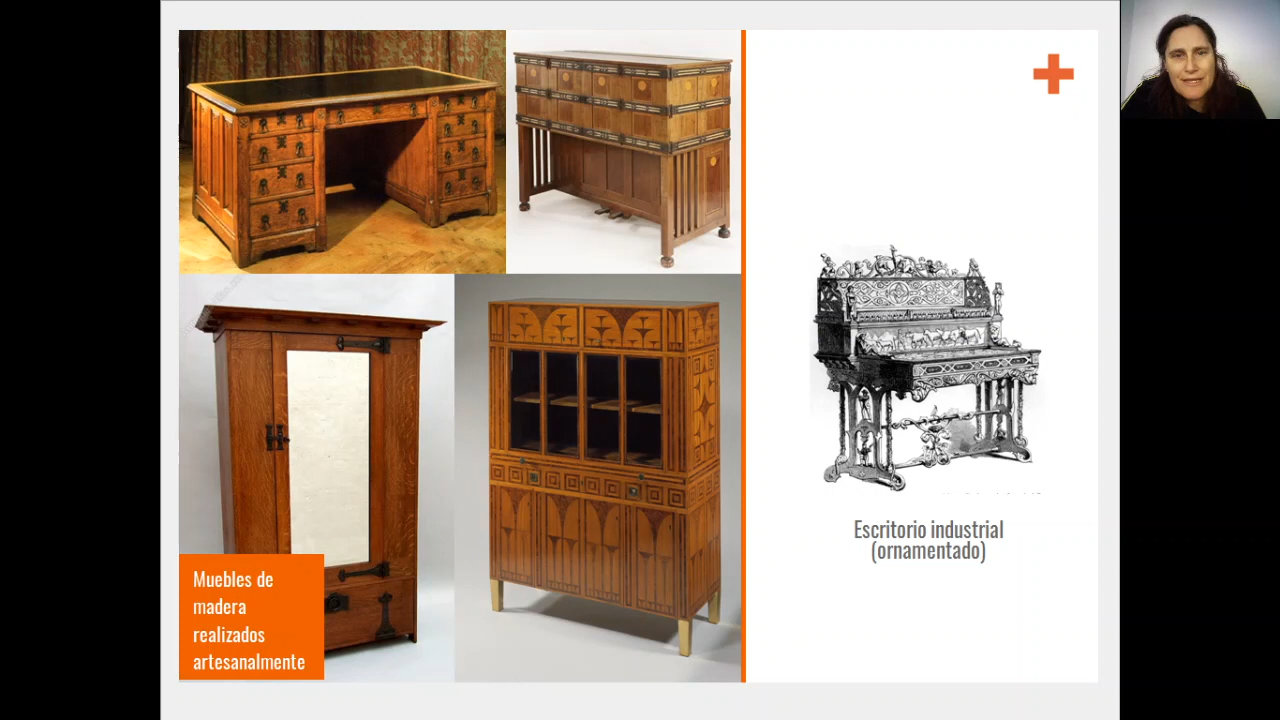 Muebles de
madera
realizados
artesanalmente
Escritorio industrial
(ornamentado)